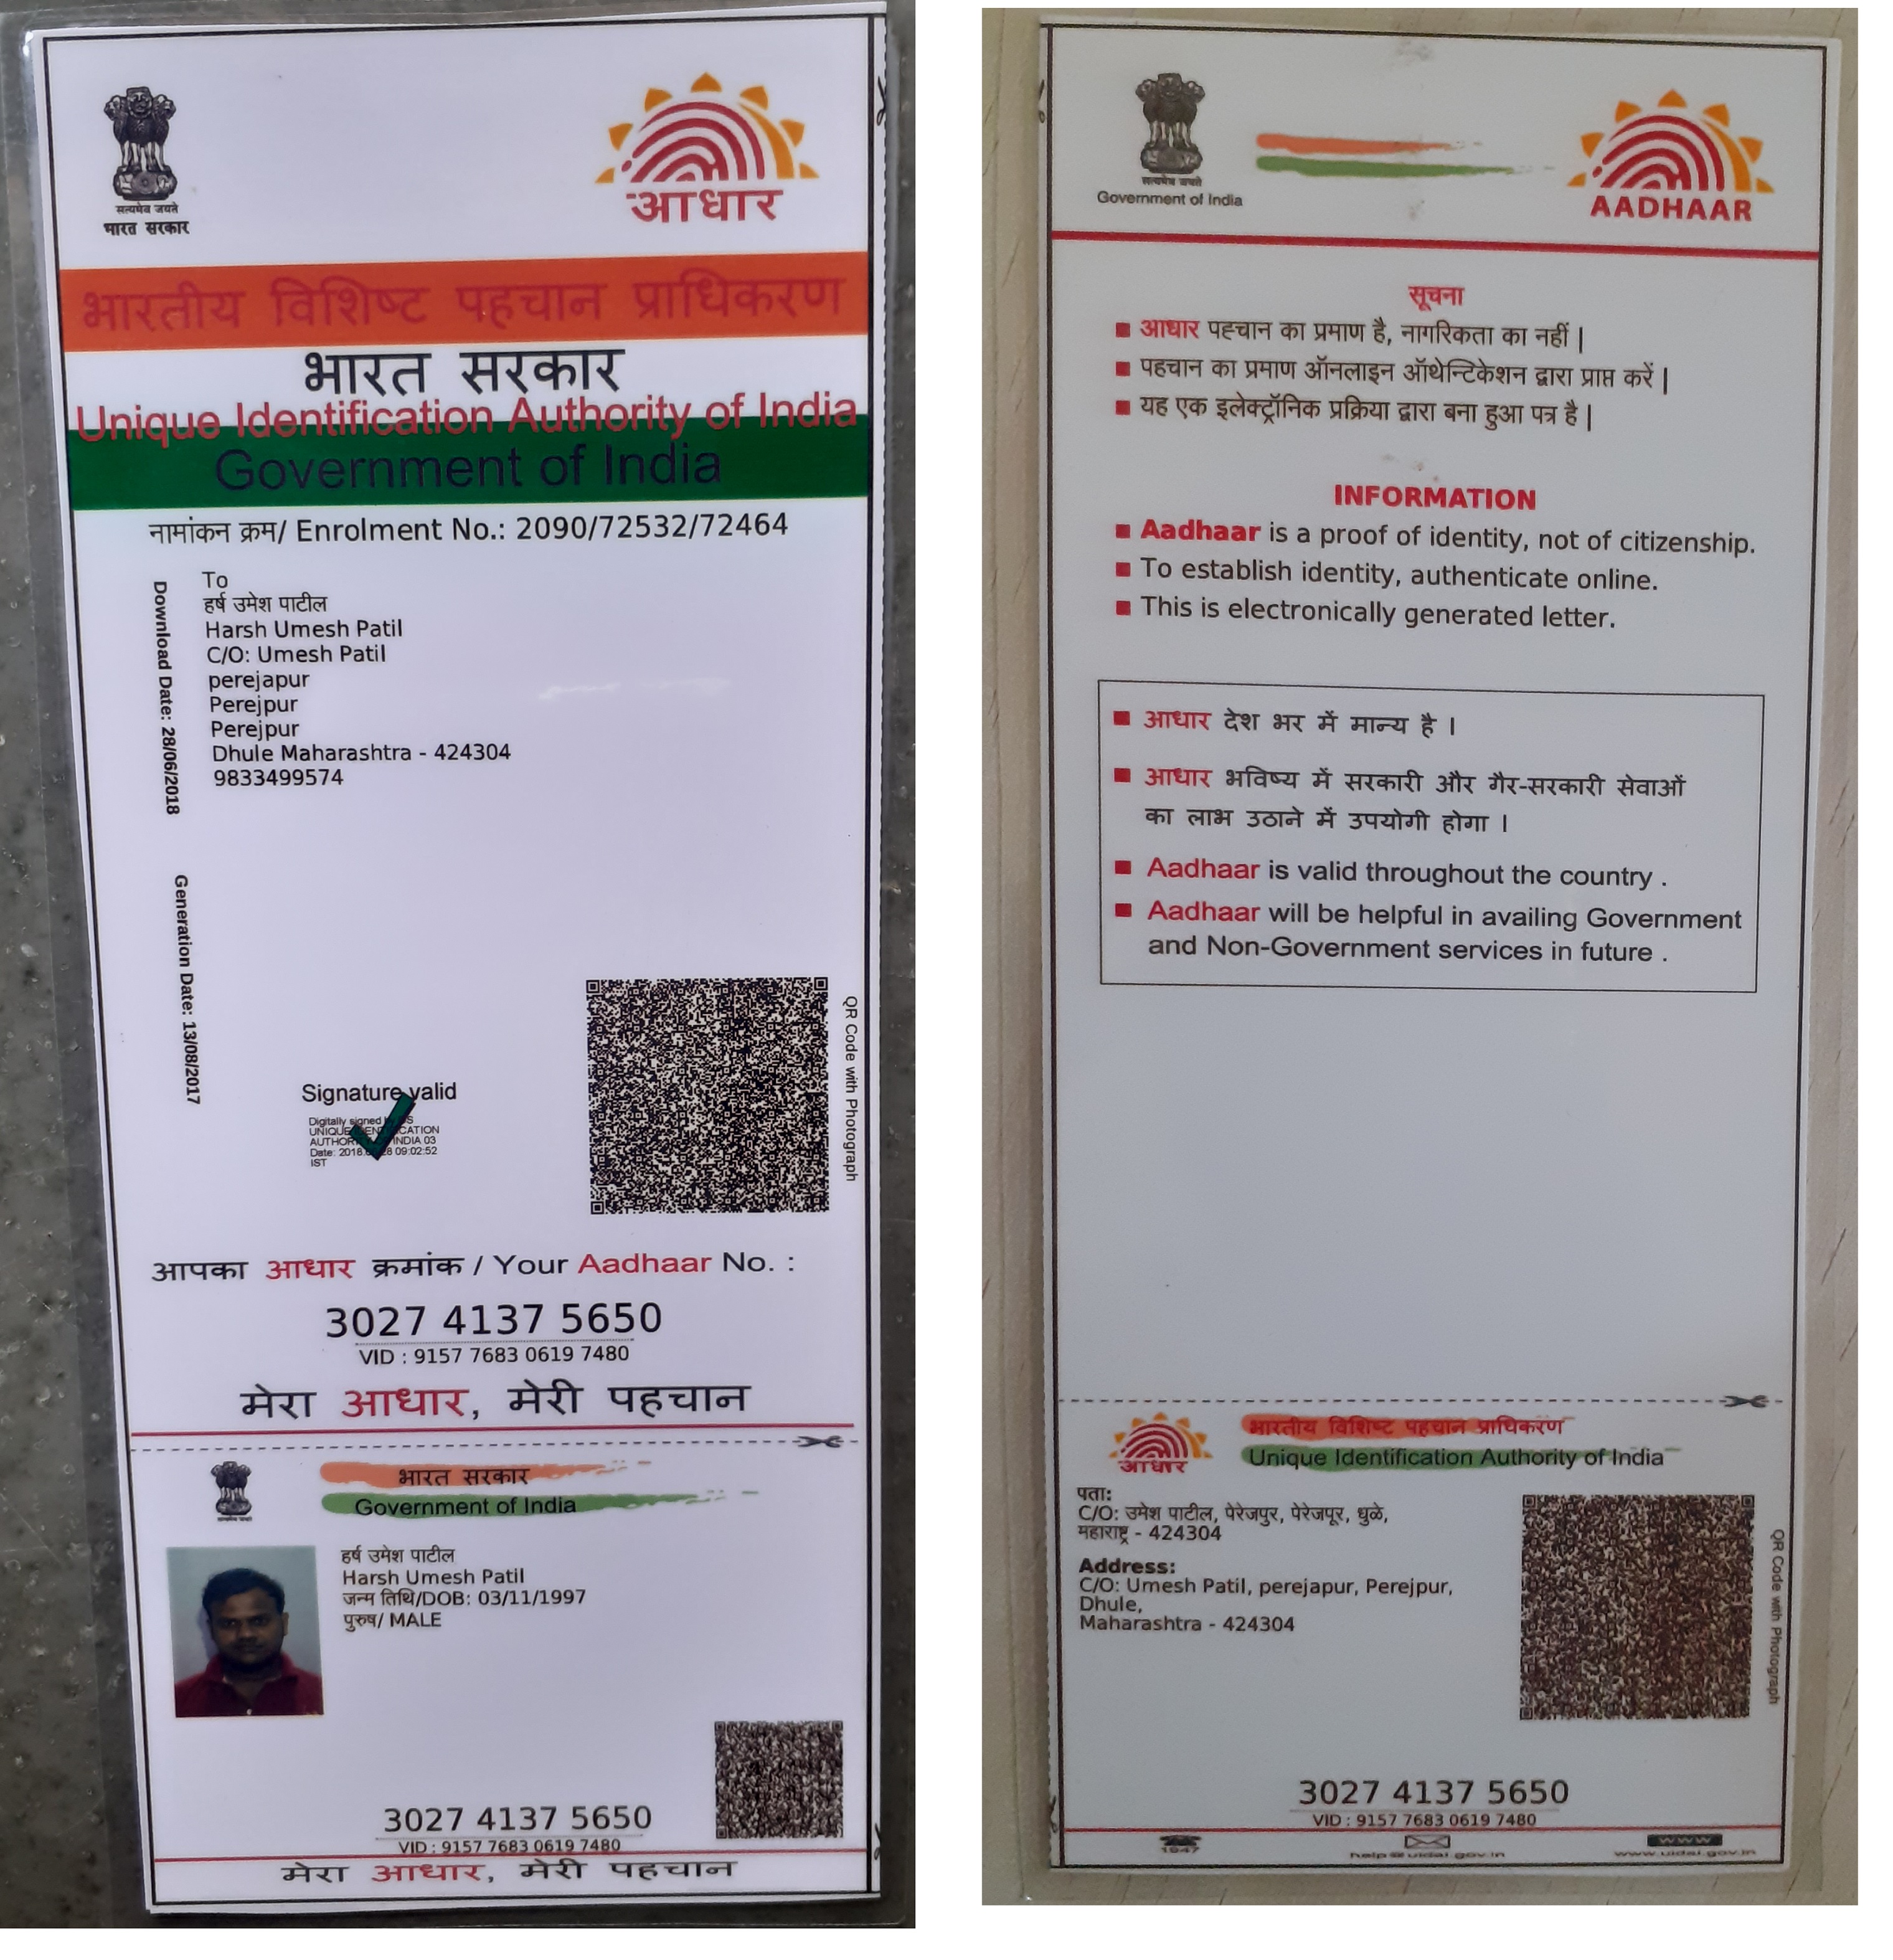 सत्यमेव जयते
भारत सरकार
आधार
भारतीय विशिष्ट पहचान प्राधिकरण
भारत सरकार
Unique Identification Authority of India
Government of India
नामांकन क्रम/ Enrolment No.: 2090/72532/72464
To
हर्ष उमेश पाटील
Harsh Umesh Patil
C/O: Umesh Patil
perejapur
Perejpur
Perejpur
Dhule Maharashtra - 424304
9833499574
Download Date: 28/06/2018
Generation Date: 13/08/2017
Signature valid
Digitally signed
UNIQUE
AUTHOR INDIA 03
Date: 2018 09:02:52
IST
QR Code with Photograph
आपका आधार क्रमांक / Your Aadhaar No. :
3027 4137 5650
VID : 9157 7683 0619 7480
मेरा आधार, मेरी पहचान
भारत सरकार
Government of India
हर्ष उमेश पाटील
Harsh Umesh Patil
जन्म तिथि/DOB: 03/11/1997
पुरुष/ MALE
3027 4137 5650
VID : 9157 7683 0619 7480
मेरा आधार, मेरी पहचान
सत्यमेव जयते
Government of India
AADHAAR
सूचना
आधार पहचान का प्रमाण है, नागरिकता का नहीं |
पहचान का प्रमाण ऑनलाइन ऑथेन्टिकेशन द्वारा प्राप्त करें |
यह एक इलेक्ट्रॉनिक प्रक्रिया द्वारा बना हुआ पत्र है |
INFORMATION
Aadhaar is a proof of identity, not of citizenship.
To establish identity, authenticate online.
This is electronically generated letter.
आधार देश भर में मान्य है ।
आधार भविष्य में सरकारी और गैर-सरकारी सेवाओं
का लाभ उठाने में उपयोगी होगा ।
Aadhaar is valid throughout the country .
Aadhaar will be helpful in availing Government
and Non-Government services in future .
आधार
भारतीय विशिष्ट पहचान प्राधिकरण
Unique Identification Authority of India
पता:
C/O: उमेश पाटील, पेरेजपुर, पेरेजपूर, धुळे,
महाराष्ट्र - 424304
Address:
C/O: Umesh Patil, perejapur, Perejpur,
Dhule,
Maharashtra - 424304
QR Code with Photograph
3027 4137 5650
VID : 9157 7683 0619 7480
1947
help@uidai.gov.in
www
www.uidai.gov.in